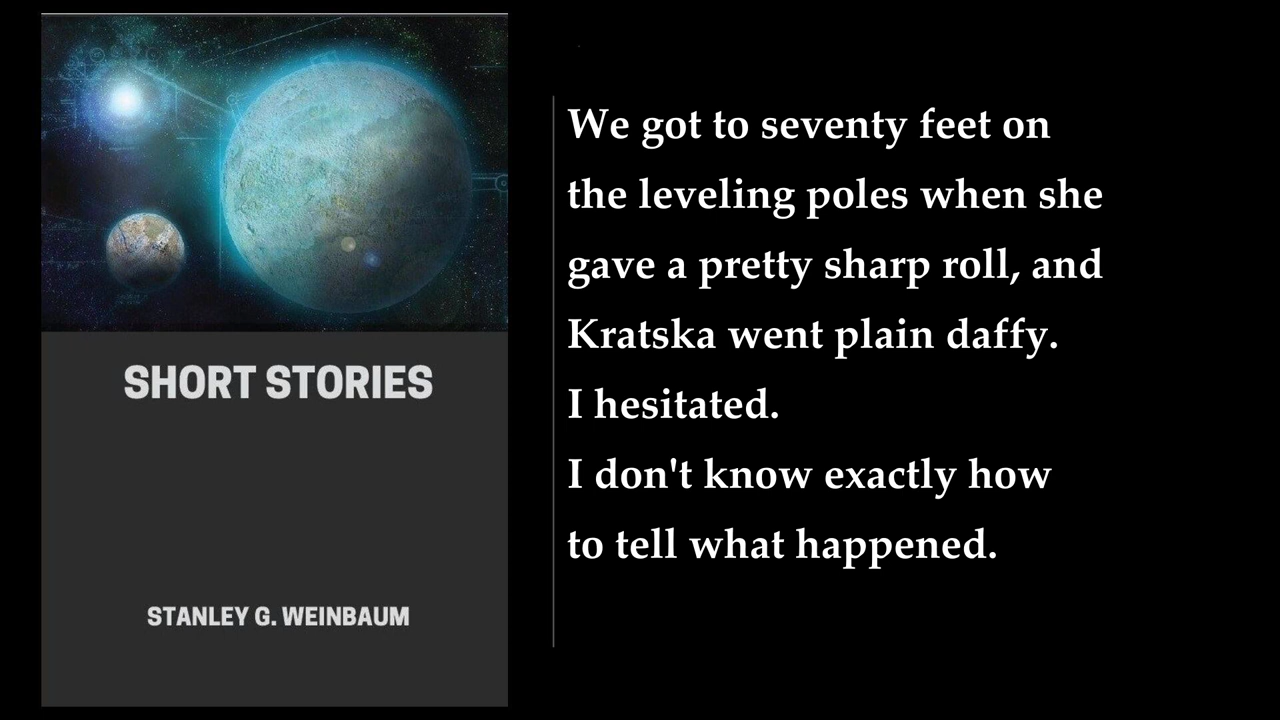 SHORT STORIES
STANLEY G. WEINBAUM
We got to seventy feet on
the leveling poles when she
gave a pretty sharp roll, and
Kratska went plain daffy.
I hesitated.
I don't know exactly how
to tell what happened.